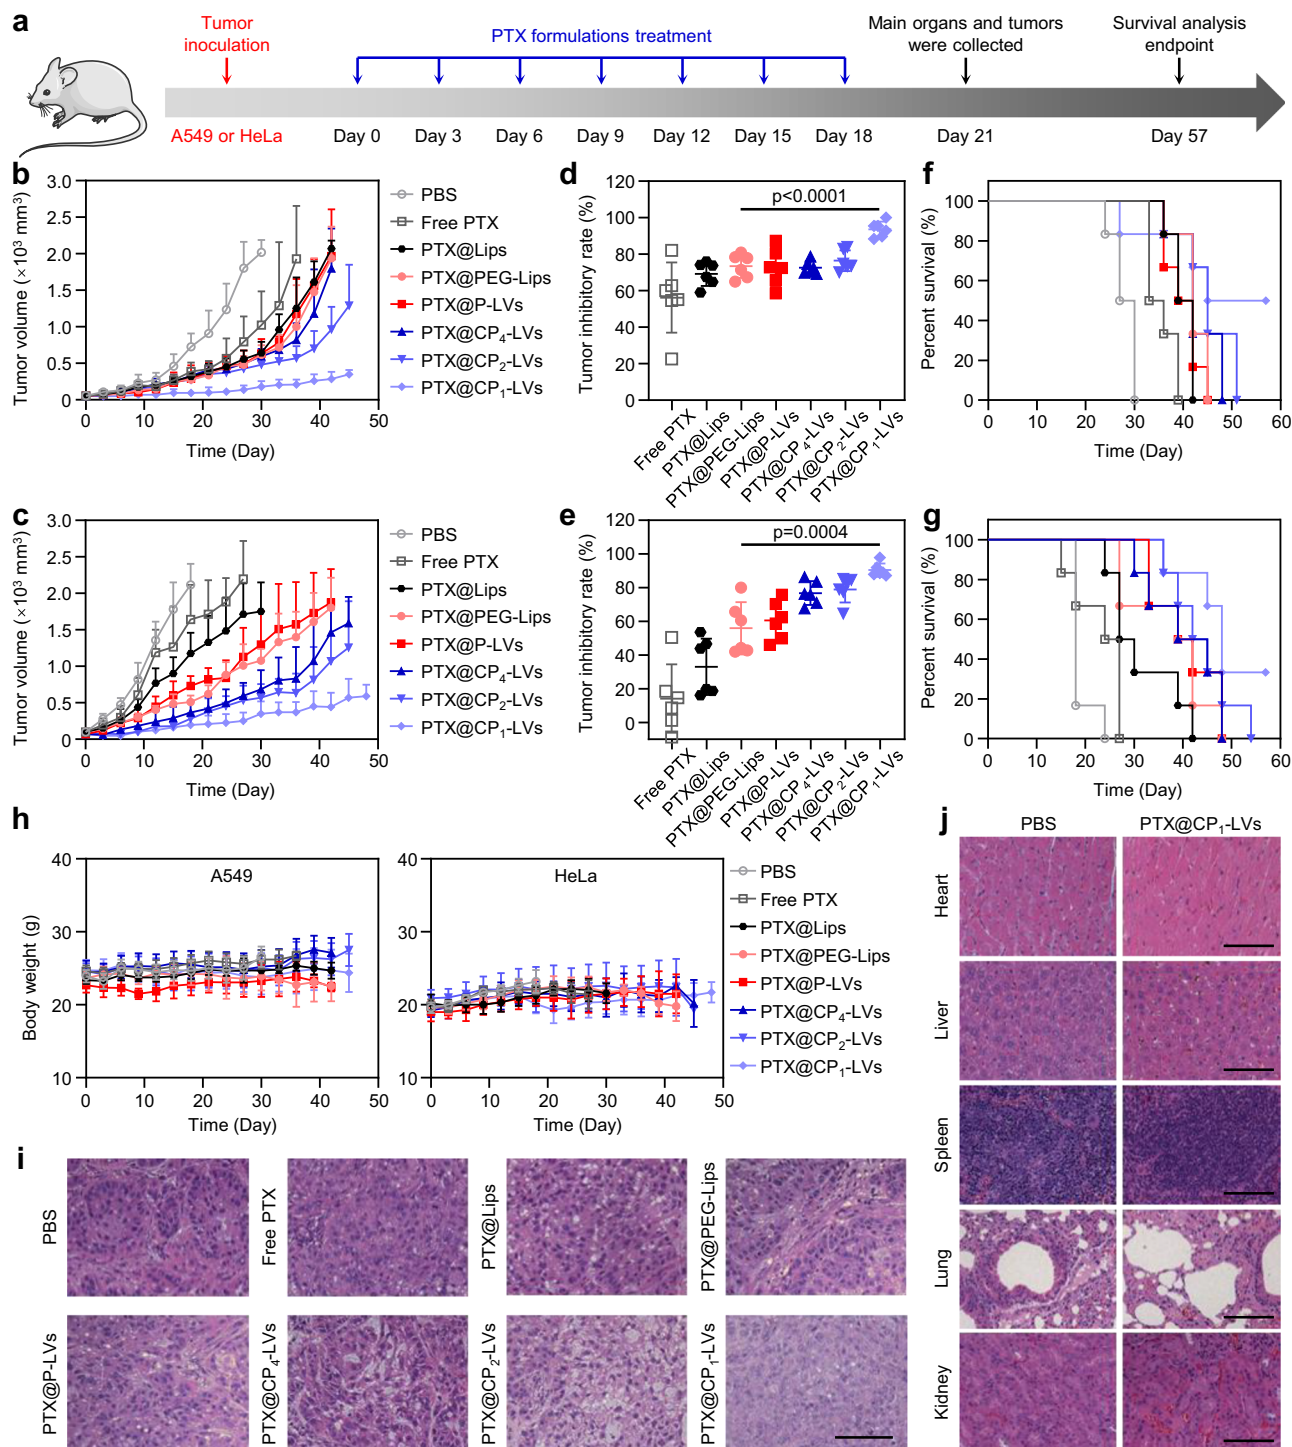 a
Tumor
inoculation
PTX formulations treatment
Main organs and tumors
were collected
Survival analysis
endpoint
A549 or HeLa
Day 0
Day 3
Day 6
Day 9
Day 12
Day 15
Day 18
Day 21
Day 57
b
Tumor volume (×10³ mm³)
3.0
2.5
2.0
1.5
1.0
0.5
0
0 10 20 30 40 50
Time (Day)
PBS
Free PTX
PTX@Lips
PTX@PEG-Lips
PTX@P-LVs
PTX@CP₄-LVs
PTX@CP₂-LVs
PTX@CP₁-LVs
d
Tumor inhibitory rate (%)
120
100
80
60
40
20
0
p<0.0001
Free PTX
PTX@Lips
PTX@PEG-Lips
PTX@P-LVs
PTX@CP₄-LVs
PTX@CP₂-LVs
PTX@CP₁-LVs
f
Percent survival (%)
100
80
60
40
20
0
0 10 20 30 40 50 60
Time (Day)
c
Tumor volume (×10³ mm³)
3.0
2.5
2.0
1.5
1.0
0.5
0
0 10 20 30 40 50
Time (Day)
PBS
Free PTX
PTX@Lips
PTX@PEG-Lips
PTX@P-LVs
PTX@CP₄-LVs
PTX@CP₂-LVs
PTX@CP₁-LVs
e
Tumor inhibitory rate (%)
120
100
80
60
40
20
0
p=0.0004
Free PTX
PTX@Lips
PTX@PEG-Lips
PTX@P-LVs
PTX@CP₄-LVs
PTX@CP₂-LVs
PTX@CP₁-LVs
g
Percent survival (%)
100
80
60
40
20
0
0 10 20 30 40 50 60
Time (Day)
h
Body weight (g)
40
30
20
10
A549
0 10 20 30 40 50
Time (Day)
40
30
20
10
HeLa
0 10 20 30 40 50
Time (Day)
PBS
Free PTX
PTX@Lips
PTX@PEG-Lips
PTX@P-LVs
PTX@CP₄-LVs
PTX@CP₂-LVs
PTX@CP₁-LVs
i
PBS
Free PTX
PTX@Lips
PTX@PEG-Lips
PTX@P-LVs
PTX@CP₄-LVs
PTX@CP₂-LVs
PTX@CP₁-LVs
j
PBS
PTX@CP₁-LVs
Heart
Liver
Spleen
Lung
Kidney